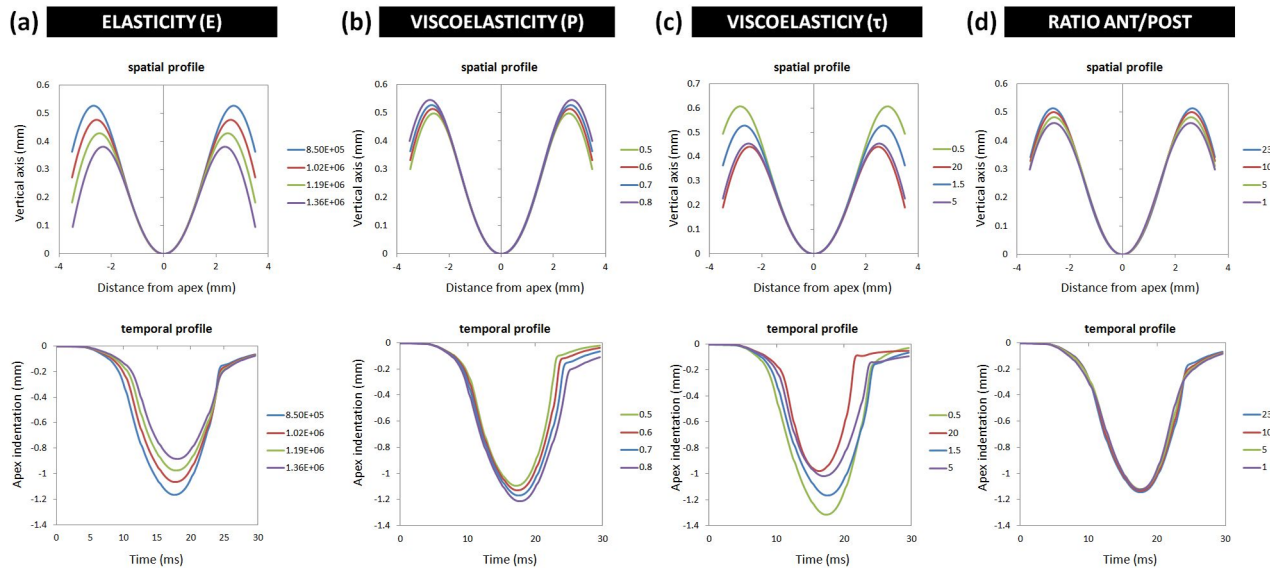 (a) ELASTICITY (E)
spatial profile
Vertical axis (mm)
0.6
0.5
0.4
0.3
0.2
0.1
0
-4 -2 0 2 4
Distance from apex (mm)
8.50E+05
1.02E+06
1.19E+06
1.36E+06
temporal profile
Apex indentation (mm)
0
-0.2
-0.4
-0.6
-0.8
-1
-1.2
-1.4
0 5 10 15 20 25 30
Time (ms)
8.50E+05
1.02E+06
1.19E+06
1.36E+06
(b) VISCOELASTICITY (P)
spatial profile
Vertical axis (mm)
0.6
0.5
0.4
0.3
0.2
0.1
0
-4 -2 0 2 4
Distance from apex (mm)
0.5
0.6
0.7
0.8
temporal profile
Apex indentation (mm)
0
-0.2
-0.4
-0.6
-0.8
-1
-1.2
-1.4
0 10 20 30
Time (ms)
0.5
0.6
0.7
0.8
(c) VISCOELASTICIY (τ)
spatial profile
Vertical axis (mm)
0.7
0.6
0.5
0.4
0.3
0.2
0.1
0
-4 -2 0 2 4
Distance from apex (mm)
0.5
20
1.5
5
temporal profile
Apex indentation (mm)
0
-0.2
-0.4
-0.6
-0.8
-1
-1.2
-1.4
0 10 20 30
Time (ms)
0.5
20
1.5
5
(d) RATIO ANT/POST
spatial profile
Vertical axis (mm)
0.6
0.5
0.4
0.3
0.2
0.1
0
-4 -2 0 2 4
Distance from apex (mm)
23
10
5
1
temporal profile
Apex indentation (mm)
0
-0.2
-0.4
-0.6
-0.8
-1
-1.2
-1.4
0 10 20 30
Time (ms)
23
10
5
1